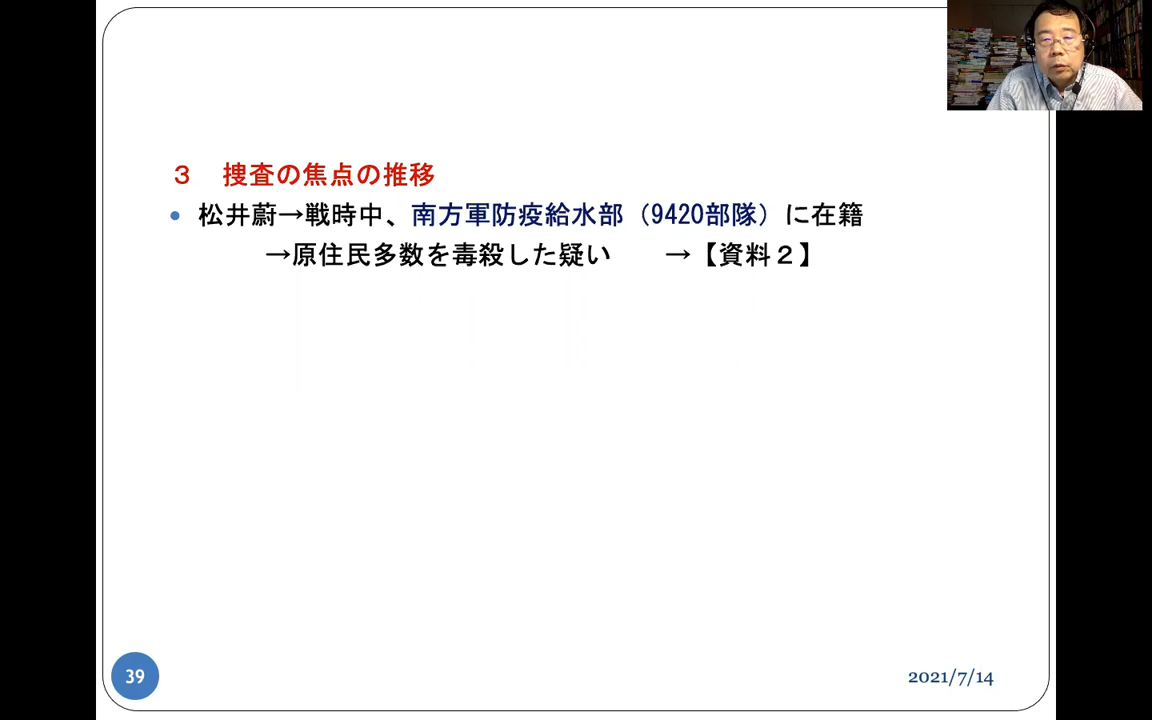 ３　捜査の焦点の推移
• 松井蔚→戦時中、南方軍防疫給水部（9420部隊）に在籍
→原住民多数を毒殺した疑い　　→【資料２】
39
2021/7/14